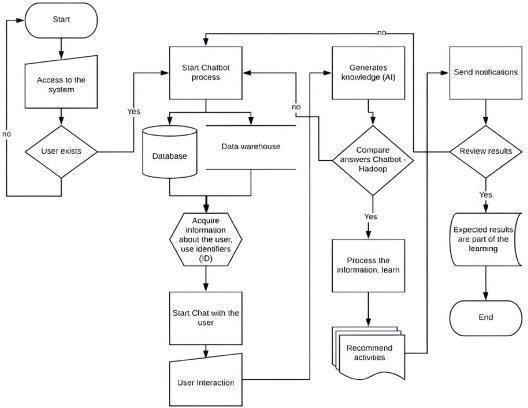 Start
Access to the
system
User exists
no
Yes
Start Chatbot
process
Database
Data warehouse
Acquire
information
about the user,
use identifiers
(ID)
Start Chat with the
user
User Interaction
no
no
Generates
knowledge (AI)
Compare
answers Chatbot -
Hadoop
Yes
Process the
information, learn
Recommend
activities
Send notifications
Review results
Yes
Expected results
are part of the
learning
End